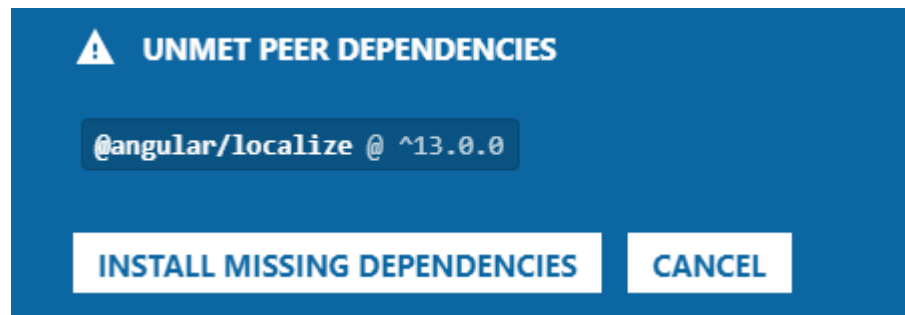 UNMET PEER DEPENDENCIES
@angular/localize @ ^13.0.0
INSTALL MISSING DEPENDENCIES CANCEL